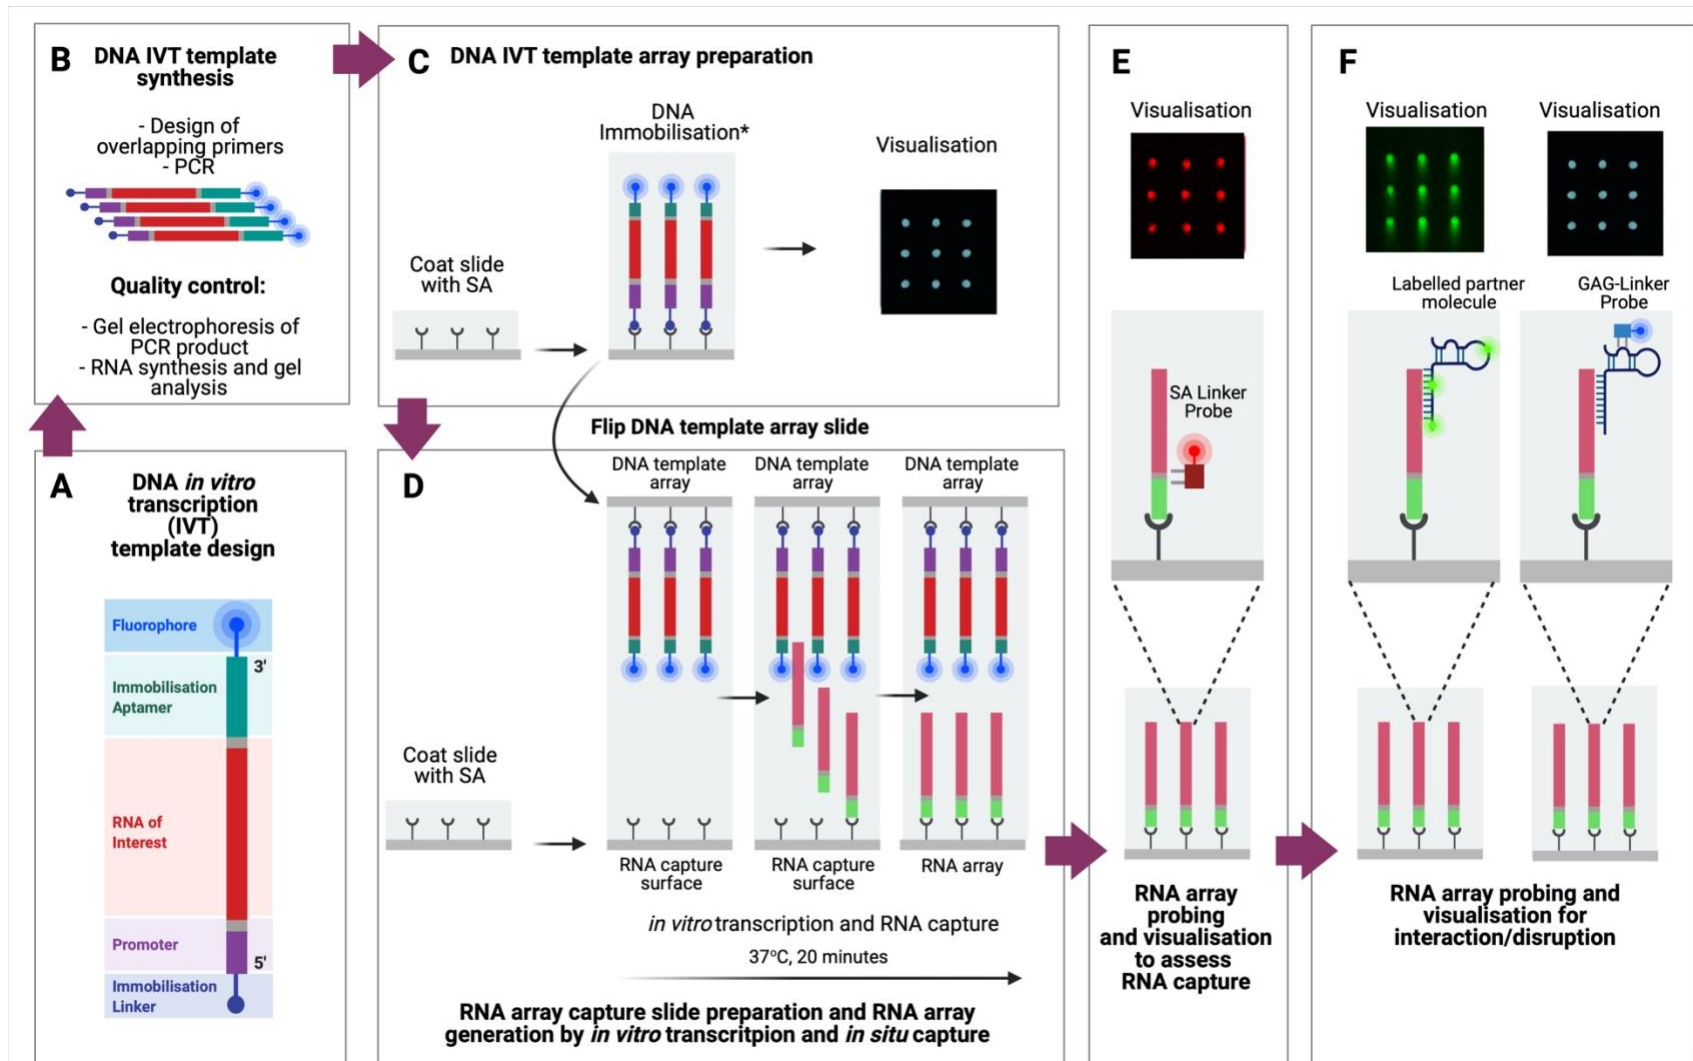 A
DNA in vitro
transcription
(IVT)
template design
Fluorophore
3'
Immobilisation
Aptamer
RNA of
Interest
Promoter
5'
Immobilisation
Linker
B
DNA IVT template
synthesis
- Design of
overlapping primers
- PCR
Quality control:
- Gel electrophoresis of
PCR product
- RNA synthesis and gel
analysis
C
DNA IVT template array preparation
DNA
Immobilisation*
Visualisation
Coat slide
with SA
Flip DNA template array slide
D
DNA template
array
DNA template
array
DNA template
array
Coat slide
with SA
RNA capture
surface
RNA capture
surface
RNA array
in vitro transcription and RNA capture
37°C, 20 minutes
RNA array capture slide preparation and RNA array
generation by in vitro transcritpion and in situ capture
E
Visualisation
SA Linker
Probe
RNA array
probing
and visualisation
to assess
RNA capture
F
Visualisation
Visualisation
Labelled partner
molecule
GAG-Linker
Probe
RNA array probing and
visualisation for
interaction/disruption